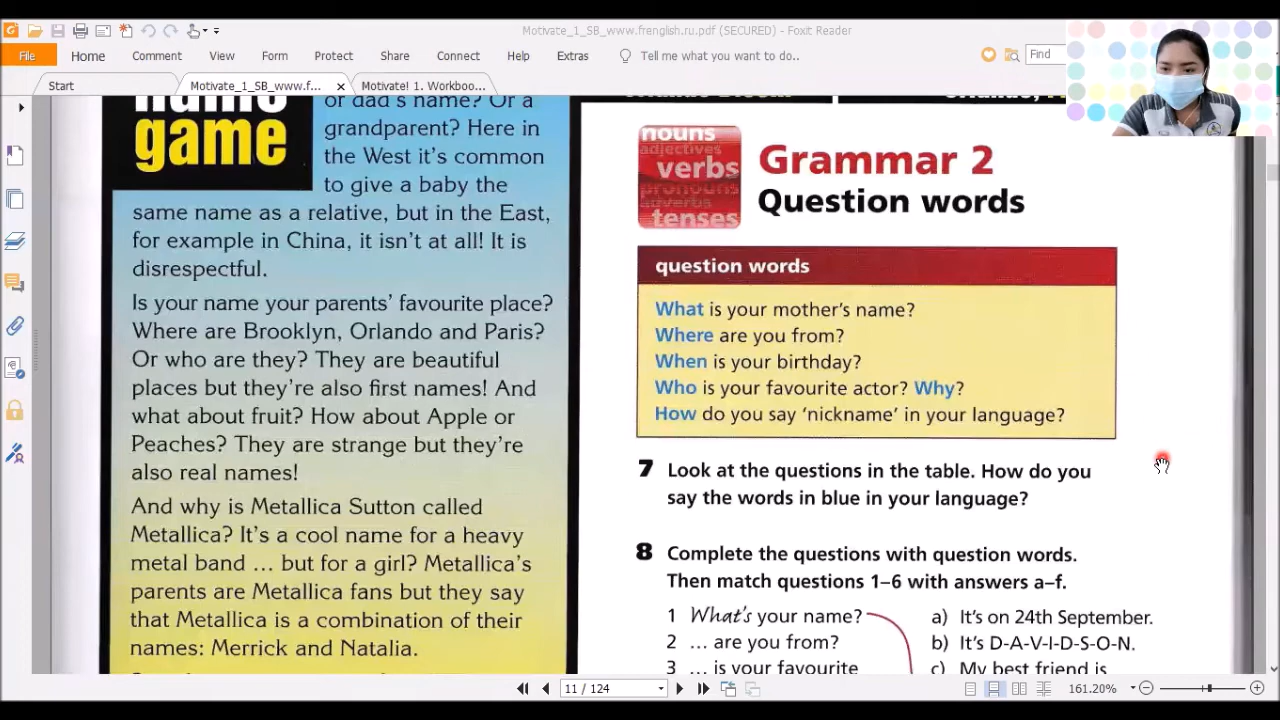 Motivate_1_SB_www.frenglish.ru.pdf (SECURED) - Foxit Reader
File
Home
Comment
View
Form
Protect
Share
Connect
Help
Extras
Tell me what you want to do..
Find
Start
Motivate_1_SB_www.f...
Motivate! 1. Workboo...
name
game
or dad's name? Or a
grandparent? Here in
the West it's common
to give a baby the
same name as a relative, but in the East,
for example in China, it isn't at all! It is
disrespectful.
Is your name your parents' favourite place?
Where are Brooklyn, Orlando and Paris?
Or who are they? They are beautiful
places but they're also first names! And
what about fruit? How about Apple or
Peaches? They are strange but they're
also real names!
And why is Metallica Sutton called
Metallica? It's a cool name for a heavy
metal band ... but for a girl? Metallica's
parents are Metallica fans but they say
that Metallica is a combination of their
names: Merrick and Natalia.
nouns
adjectives
verbs
pronouns
adverbs
tenses
Grammar 2
Question words
question words
What is your mother's name?
Where are you from?
When is your birthday?
Who is your favourite actor? Why?
How do you say 'nickname' in your language?
7 Look at the questions in the table. How do you
say the words in blue in your language?
8 Complete the questions with question words.
Then match questions 1–6 with answers a–f.
1 What's your name?
2 ... are you from?
3 ... is your favourite
a) It's on 24th September.
b) It's D-A-V-I-D-S-O-N.
c) My best friend is
11 / 124
161.20%